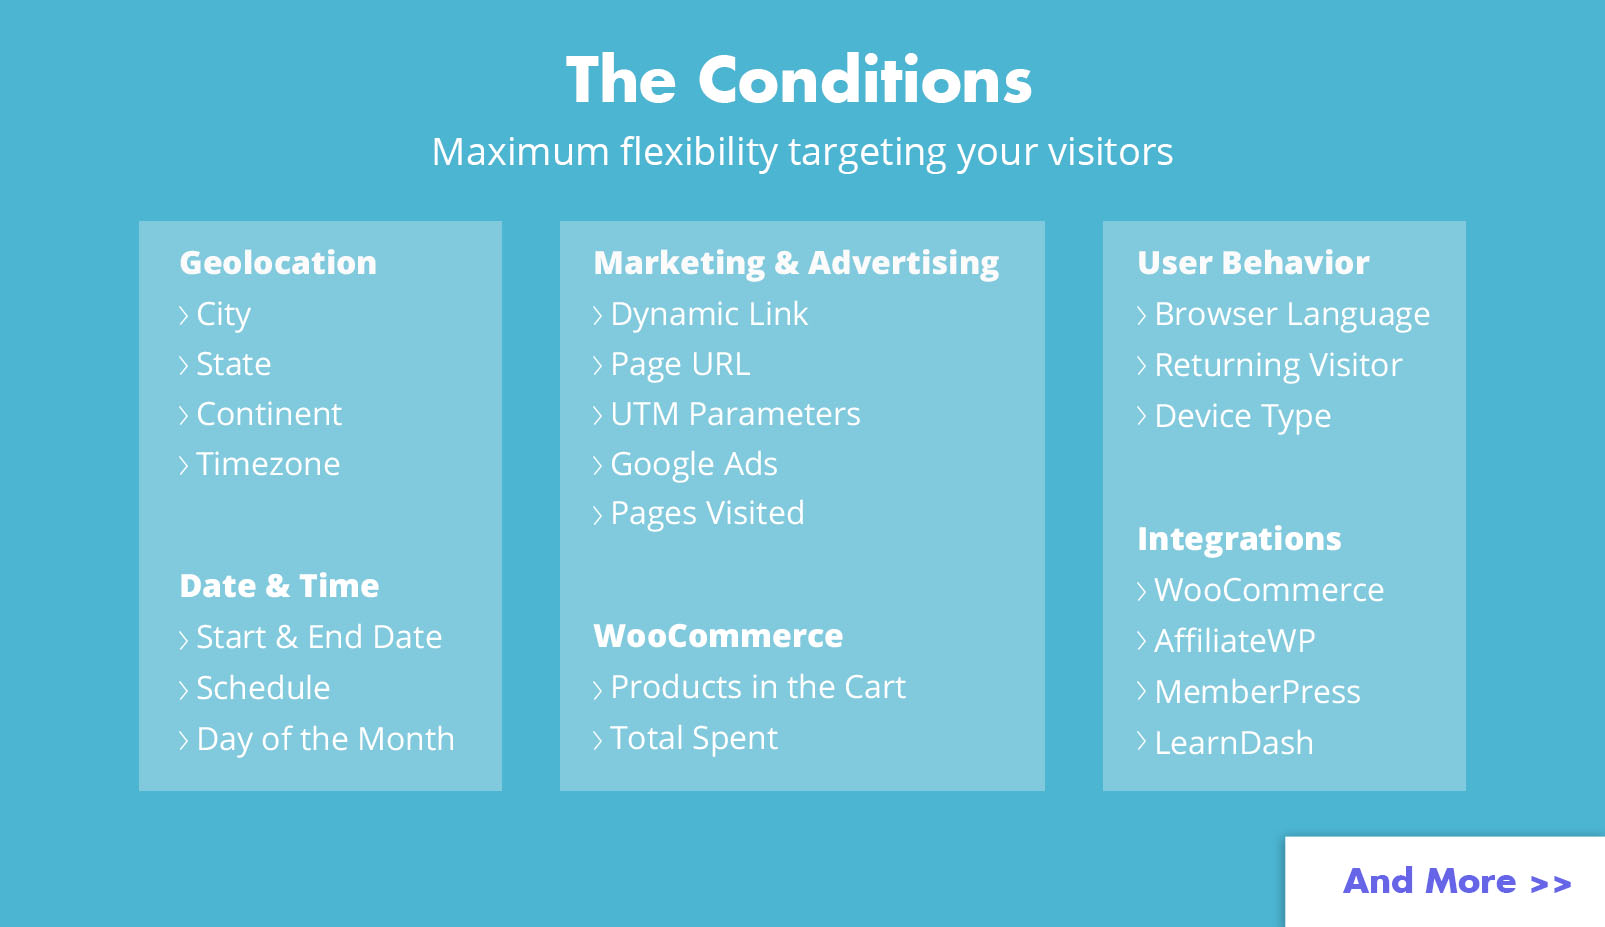 The Conditions
Maximum flexibility targeting your visitors
Geolocation
› City
› State
› Continent
› Timezone
Date & Time
› Start & End Date
› Schedule
› Day of the Month
Marketing & Advertising
› Dynamic Link
› Page URL
› UTM Parameters
› Google Ads
› Pages Visited
WooCommerce
› Products in the Cart
› Total Spent
User Behavior
› Browser Language
› Returning Visitor
› Device Type
Integrations
› WooCommerce
› AffiliateWP
› MemberPress
› LearnDash
And More >>